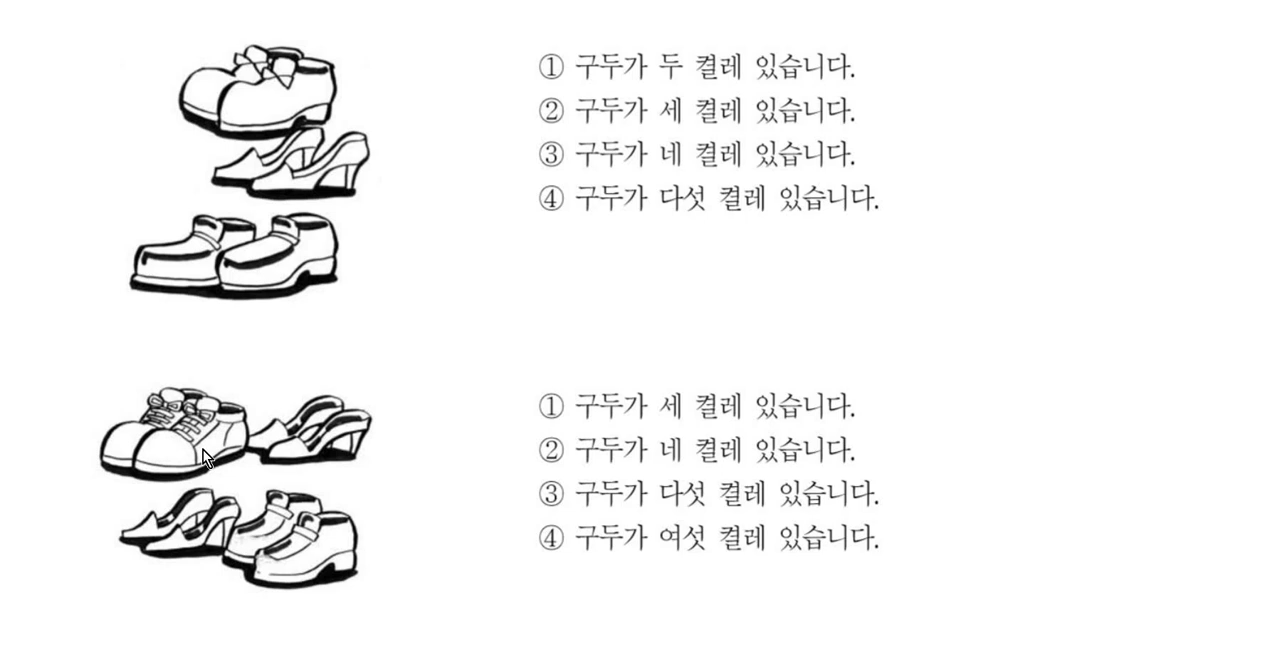 ① 구두가 두 켤레 있습니다.
② 구두가 세 켤레 있습니다.
③ 구두가 네 켤레 있습니다.
④ 구두가 다섯 켤레 있습니다.
① 구두가 세 켤레 있습니다.
② 구두가 네 켤레 있습니다.
③ 구두가 다섯 켤레 있습니다.
④ 구두가 여섯 켤레 있습니다.